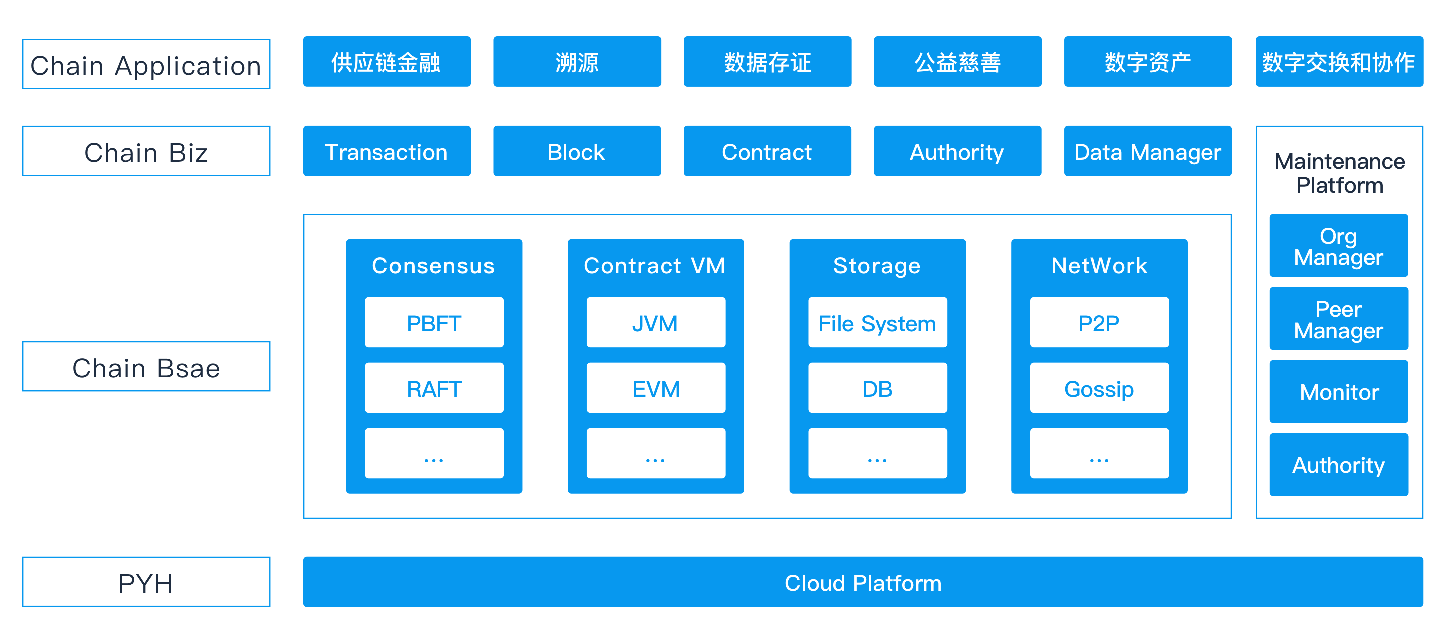 Chain Application
供应链金融
溯源
数据存证
公益慈善
数字资产
数字交换和协作
Chain Biz
Transaction
Block
Contract
Authority
Data Manager
Maintenance
Platform
Org
Manager
Peer
Manager
Monitor
Authority
Chain Bsae
Consensus
PBFT
RAFT
...
Contract VM
JVM
EVM
...
Storage
File System
DB
...
NetWork
P2P
Gossip
...
PYH
Cloud Platform